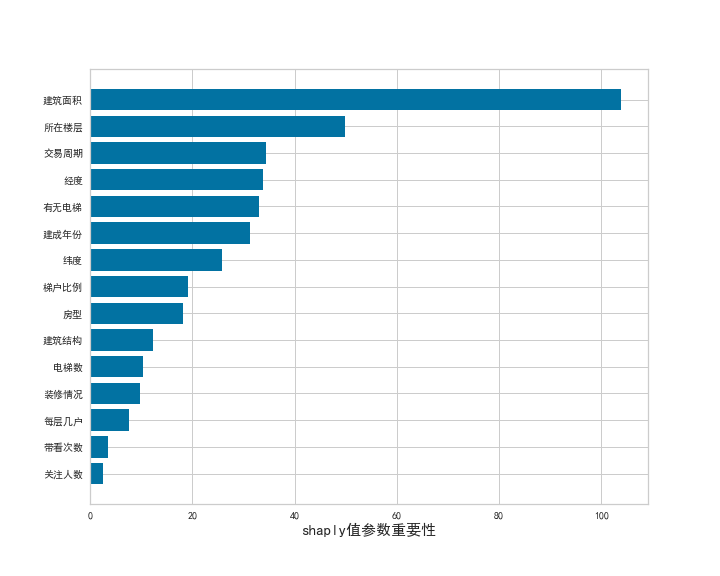 建筑面积
所在楼层
交易周期
经度
有无电梯
建成年份
纬度
梯户比例
房型
建筑结构
电梯数
装修情况
每层几户
带看次数
关注人数
0 20 40 60 80 100
shaply值参数重要性